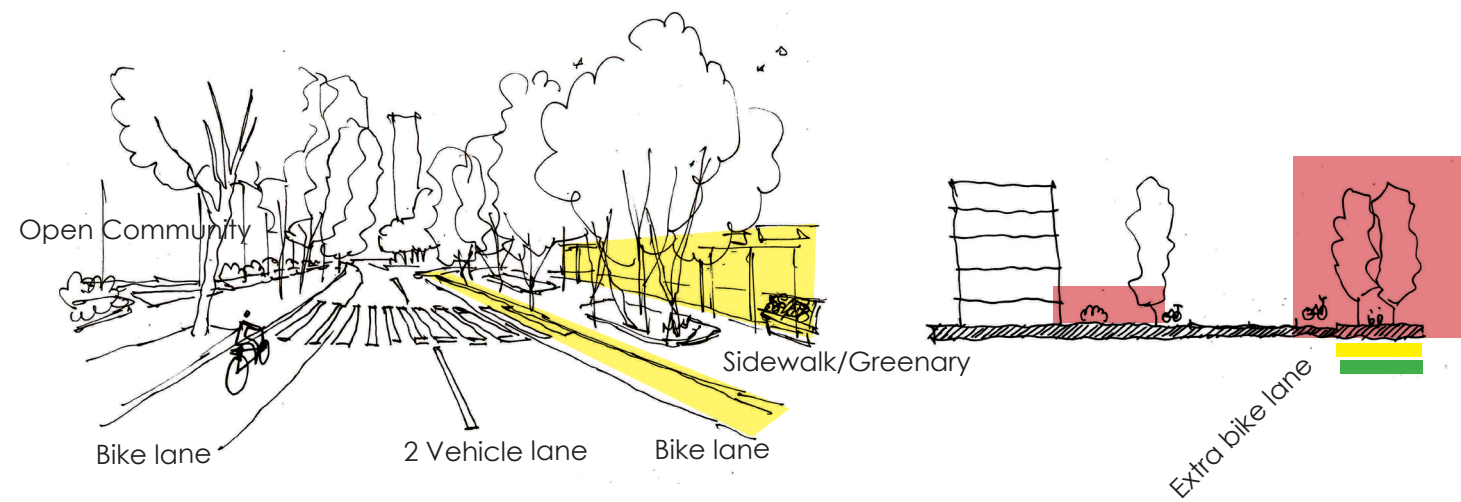 Open Community
Sidewalk/Greenary
Bike lane
2 Vehicle lane
Bike lane
Extra bike lane